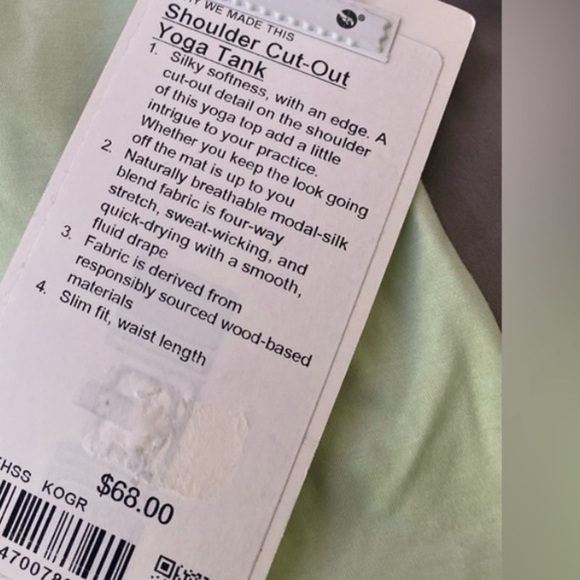 WE MADE THIS
Shoulder Cut-Out
Yoga Tank
1. Silky softness, with an edge. A
cut-out detail on the shoulder
of this yoga top add a little
intrigue to your practice.
Whether you keep the look going
off the mat is up to you
2. Naturally breathable modal-silk
blend fabric is four-way
stretch, sweat-wicking, and
quick-drying with a smooth,
fluid drape
3. Fabric is derived from
responsibly sourced wood-based
materials
4. Slim fit, waist length
HSS KOGR
$68.00